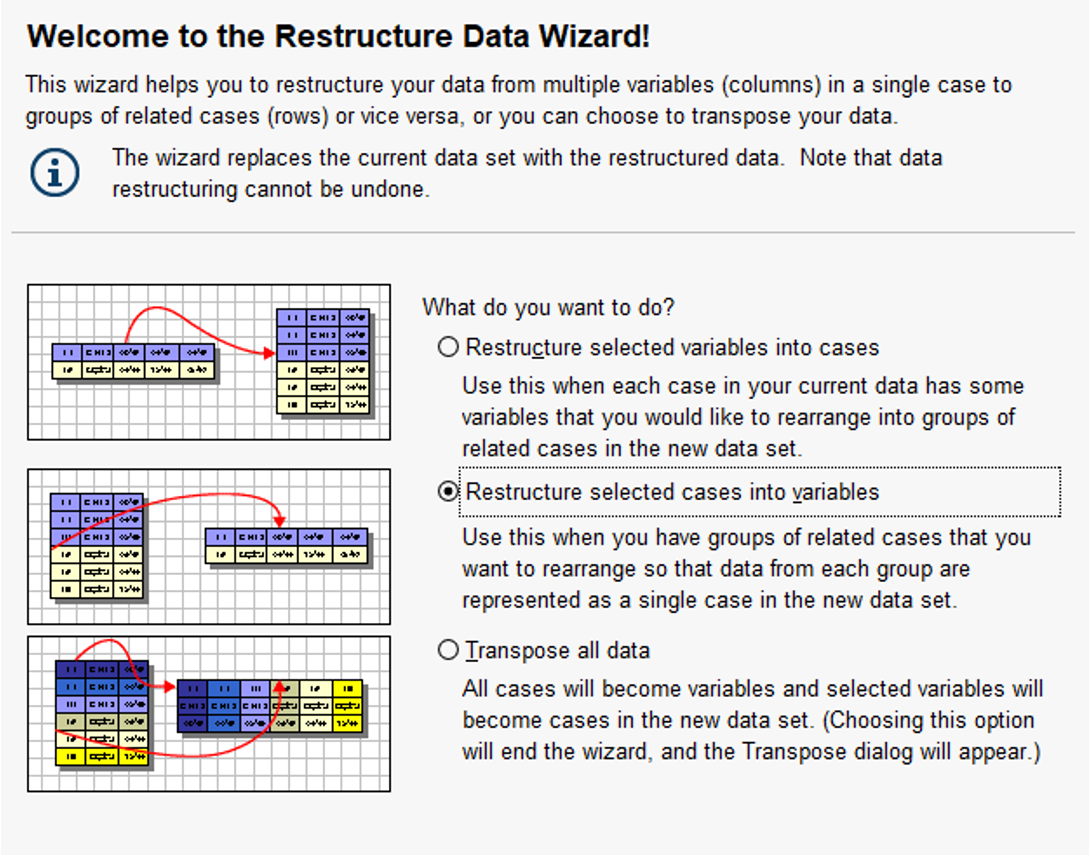 Welcome to the Restructure Data Wizard!
This wizard helps you to restructure your data from multiple variables (columns) in a single case to
groups of related cases (rows) or vice versa, or you can choose to transpose your data.
The wizard replaces the current data set with the restructured data.  Note that data
restructuring cannot be undone.
What do you want to do?
Restructure selected variables into cases
Use this when each case in your current data has some
variables that you would like to rearrange into groups of
related cases in the new data set.
Restructure selected cases into variables
Use this when you have groups of related cases that you
want to rearrange so that data from each group are
represented as a single case in the new data set.
Transpose all data
All cases will become variables and selected variables will
become cases in the new data set. (Choosing this option
will end the wizard, and the Transpose dialog will appear.)